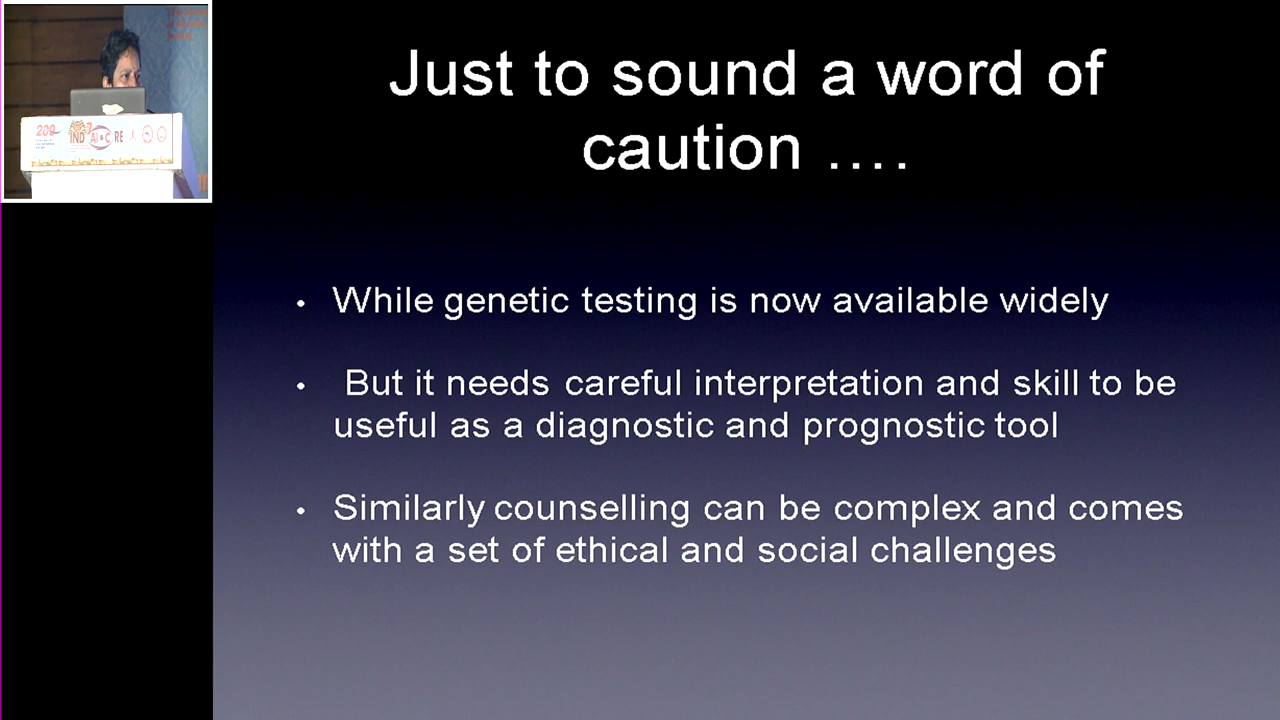 Just to sound a word of
caution ....
• While genetic testing is now available widely
• But it needs careful interpretation and skill to be
useful as a diagnostic and prognostic tool
• Similarly counselling can be complex and comes
with a set of ethical and social challenges
200
IND